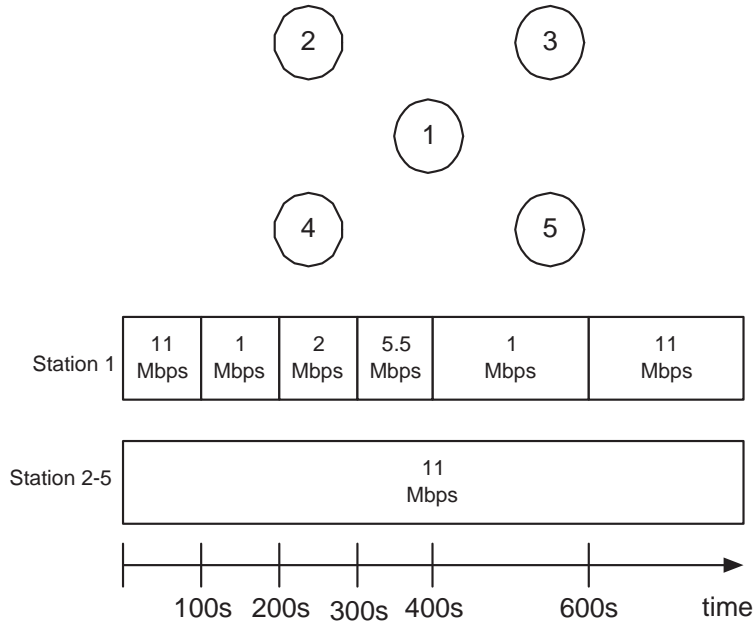 2
3
1
4
5
Station 1
11
Mbps
1
Mbps
2
Mbps
5.5
Mbps
1
Mbps
11
Mbps
Station 2-5
11
Mbps
100s
200s
300s
400s
600s
time